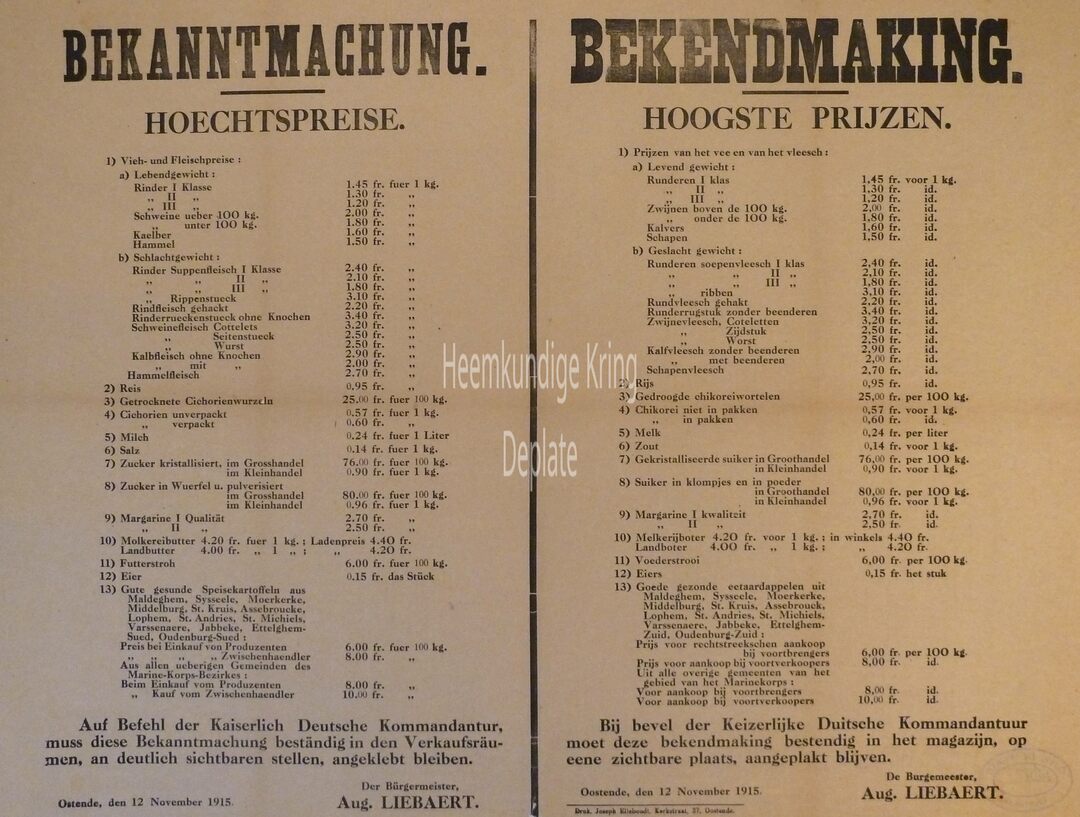 BEKANNTMACHUNG.
HOECHTSPREISE.
1) Vieh- und Fleischpreise :
a) Lebendgewicht :
Rinder I Klasse 1.45 fr. fuer 1 kg.
„ II „ 1.30 fr. „
„ III „ 1.20 fr. „
Schweine ueber 100 kg. 2.00 fr. „
„ unter 100 kg. 1.80 fr. „
Kaelber 1.60 fr. „
Hammel 1.50 fr. „
b) Schlachtgewicht :
Rinder Suppenfleisch I Klasse 2.40 fr. „
„ „ II „ 2.10 fr. „
„ „ III „ 1.80 fr. „
„ Rippenstueck 3.10 fr. „
Rindfleisch gehackt 2.20 fr. „
Rinderrueckenstueck ohne Knochen 3.40 fr. „
Schweinefleisch Cottelets 3.20 fr. „
„ Seitenstueck 2.50 fr. „
„ Wurst 2.50 fr. „
Kalbfleisch ohne Knochen 2.90 fr. „
„ mit „ 2.00 fr. „
Hammelfleisch 2.70 fr. „
2) Reis 0,95 fr. „
3) Getrocknete Cichorienwurzeln 25.00 fr. fuer 100 kg.
4) Cichorien unverpackt 0.57 fr. fuer 1 kg.
„ verpackt 0.60 fr. „
5) Milch 0.24 fr. fuer 1 Liter
6) Salz 0.14 fr. fuer 1 kg.
7) Zucker kristallisiert, im Grosshandel 76.00 fr. fuer 100 kg.
im Kleinhandel 0.90 fr. fuer 1 kg.
8) Zucker in Wuerfel u. pulverisiert
im Grosshandel 80.00 fr. fuer 100 kg.
im Kleinhandel 0.96 fr. fuer 1 kg.
9) Margarine I Qualität 2.70 fr. „
„ II „ 2.50 fr. „
10) Molkereibutter 4.20 fr. fuer 1 kg. ; Ladenpreis 4.40 fr.
Landbutter 4.00 fr. „ 1 „ ; „ 4.20 fr.
11) Futterstroh 6.00 fr. fuer 100 kg.
12) Eier 0.15 fr. das Stück
13) Gute gesunde Speisekartoffeln aus
Maldeghem, Sysseele, Moerkerke,
Middelburg, St. Kruis, Assebroucke,
Lophem, St. Andries, St. Michiels,
Varssenaere, Jabbeke, Ettelghem-
Sued, Oudenburg-Sued :
Preis bei Einkauf von Produzenten 6.00 fr. fuer 100 kg.
„ „ „ „ Zwischenhaendler 8.00 fr. „
Aus allen ueberigen Gemeinden des
Marine-Korps-Bezirkes :
Beim Einkauf vom Produzenten 8.00 fr. „
„ Kauf vom Zwischenhaendler 10.00 fr. „
Auf Befehl der Kaiserlich Deutsche Kommandantur,
muss diese Bekanntmachung beständig in den Verkaufsräu-
men, an deutlich sichtbaren stellen, angeklebt bleiben.
Der Bürgermeister,
Ostende, den 12 November 1915. Aug. LIEBAERT.
BEKENDMAKING.
HOOGSTE PRIJZEN.
1) Prijzen van het vee en van het vleesch :
a) Levend gewicht :
Runderen I klas 1,45 fr. voor 1 kg.
„ II „ 1,30 fr. id.
„ III „ 1,20 fr. id.
Zwijnen boven de 100 kg. 2,00 fr. id.
„ onder de 100 kg. 1,80 fr. id.
Kalvers 1,60 fr. id.
Schapen 1,50 fr. id.
b) Geslacht gewicht :
Runderen soepenvleesch I klas 2,40 fr. id.
„ „ II „ 2,10 fr. id.
„ „ III „ 1,80 fr. id.
„ ribben 3,10 fr. id.
Rundvleesch gehakt 2,20 fr. id.
Runderrugstuk zonder beenderen 3,40 fr. id.
Zwijnevleesch, Coteletten 3,20 fr. id.
„ Zijdstuk 2,50 fr. id.
„ Worst 2,50 fr. id.
Kalfvleesch zonder beenderen 2,90 fr. id.
„ met beenderen 2,00 fr. id.
Schapenvleesch 2,70 fr. id.
2) Rijs 0,95 fr. id.
3) Gedroogde chikoreiwortelen 25,00 fr. per 100 kg.
4) Chikorei niet in pakken 0,57 fr. voor 1 kg.
„ in pakken 0,60 fr. id.
5) Melk 0,24 fr. per liter
6) Zout 0,14 fr. voor 1 kg.
7) Gekristalliseerde suiker in Groothandel 76,00 fr. per 100 kg.
in Kleinhandel 0,90 fr. voor 1 kg.
8) Suiker in klompjes en in poeder
in Groothandel 80,00 fr. per 100 kg.
in Kleinhandel 0,96 fr. voor 1 kg.
9) Margarine I kwaliteit 2,70 fr. id.
„ II „ 2,50 fr. id.
10) Melkerijboter 4.20 fr. voor 1 kg. ; in winkels 4.40 fr.
Landboter 4.00 fr. „ 1 kg. ; „ 4.20 fr.
11) Voederstrooi 6,00 fr. per 100 kg.
12) Eiers 0,15 fr. het stuk
13) Goede gezonde eetaardappelen uit
Maldeghem, Sysseele, Moerkerke,
Middelburg, St. Kruis, Assebrouck,
Lophem, St. Andries, St. Michiels,
Varssenaere, Jabbeke, Ettelghem-
Zuid, Oudenburg-Zuid :
Prijs voor rechtstreekschen aankoop
bij voortbrengers 6,00 fr. per 100 kg.
Prijs voor aankoop bij voortverkoopers 8,00 fr. id.
Uit alle overige gemeenten van het
gebied van het Marinekorps :
Voor aankoop bij voortbrengers 8,00 fr. id.
Voor aankoop bij voortverkoopers 10,00 fr. id.
Bij bevel der Keizerlijke Duitsche Kommandantuur
moet deze bekendmaking bestendig in het magazijn, op
eene zichtbare plaats, aangeplakt blijven.
De Burgemeester,
Oostende, den 12 November 1915. Aug. LIEBAERT.
Druk. Joseph Elleboudt, Kerkstraat, 37, Oostende.
Heemkundige Kring
Deplate